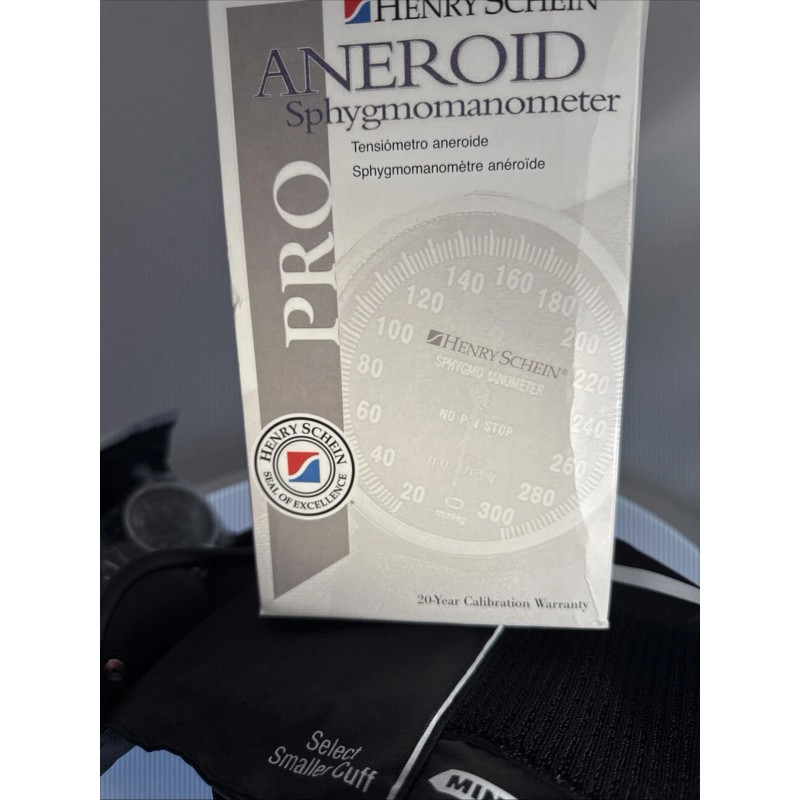 HENRY SCHEIN
ANEROID
Sphygmomanometer
Tensiómetro aneroide
Sphygmomanomètre anéroïde
PRO
20 40 60 80 100 120 140 160 180 200 220 240 260 280 300
HENRY SCHEIN®
SPHYGMOMANOMETER
NO PIN STOP
mmHg
HENRY SCHEIN
SEAL OF EXCELLENCE
®
20-Year Calibration Warranty
Select
Smaller Cuff